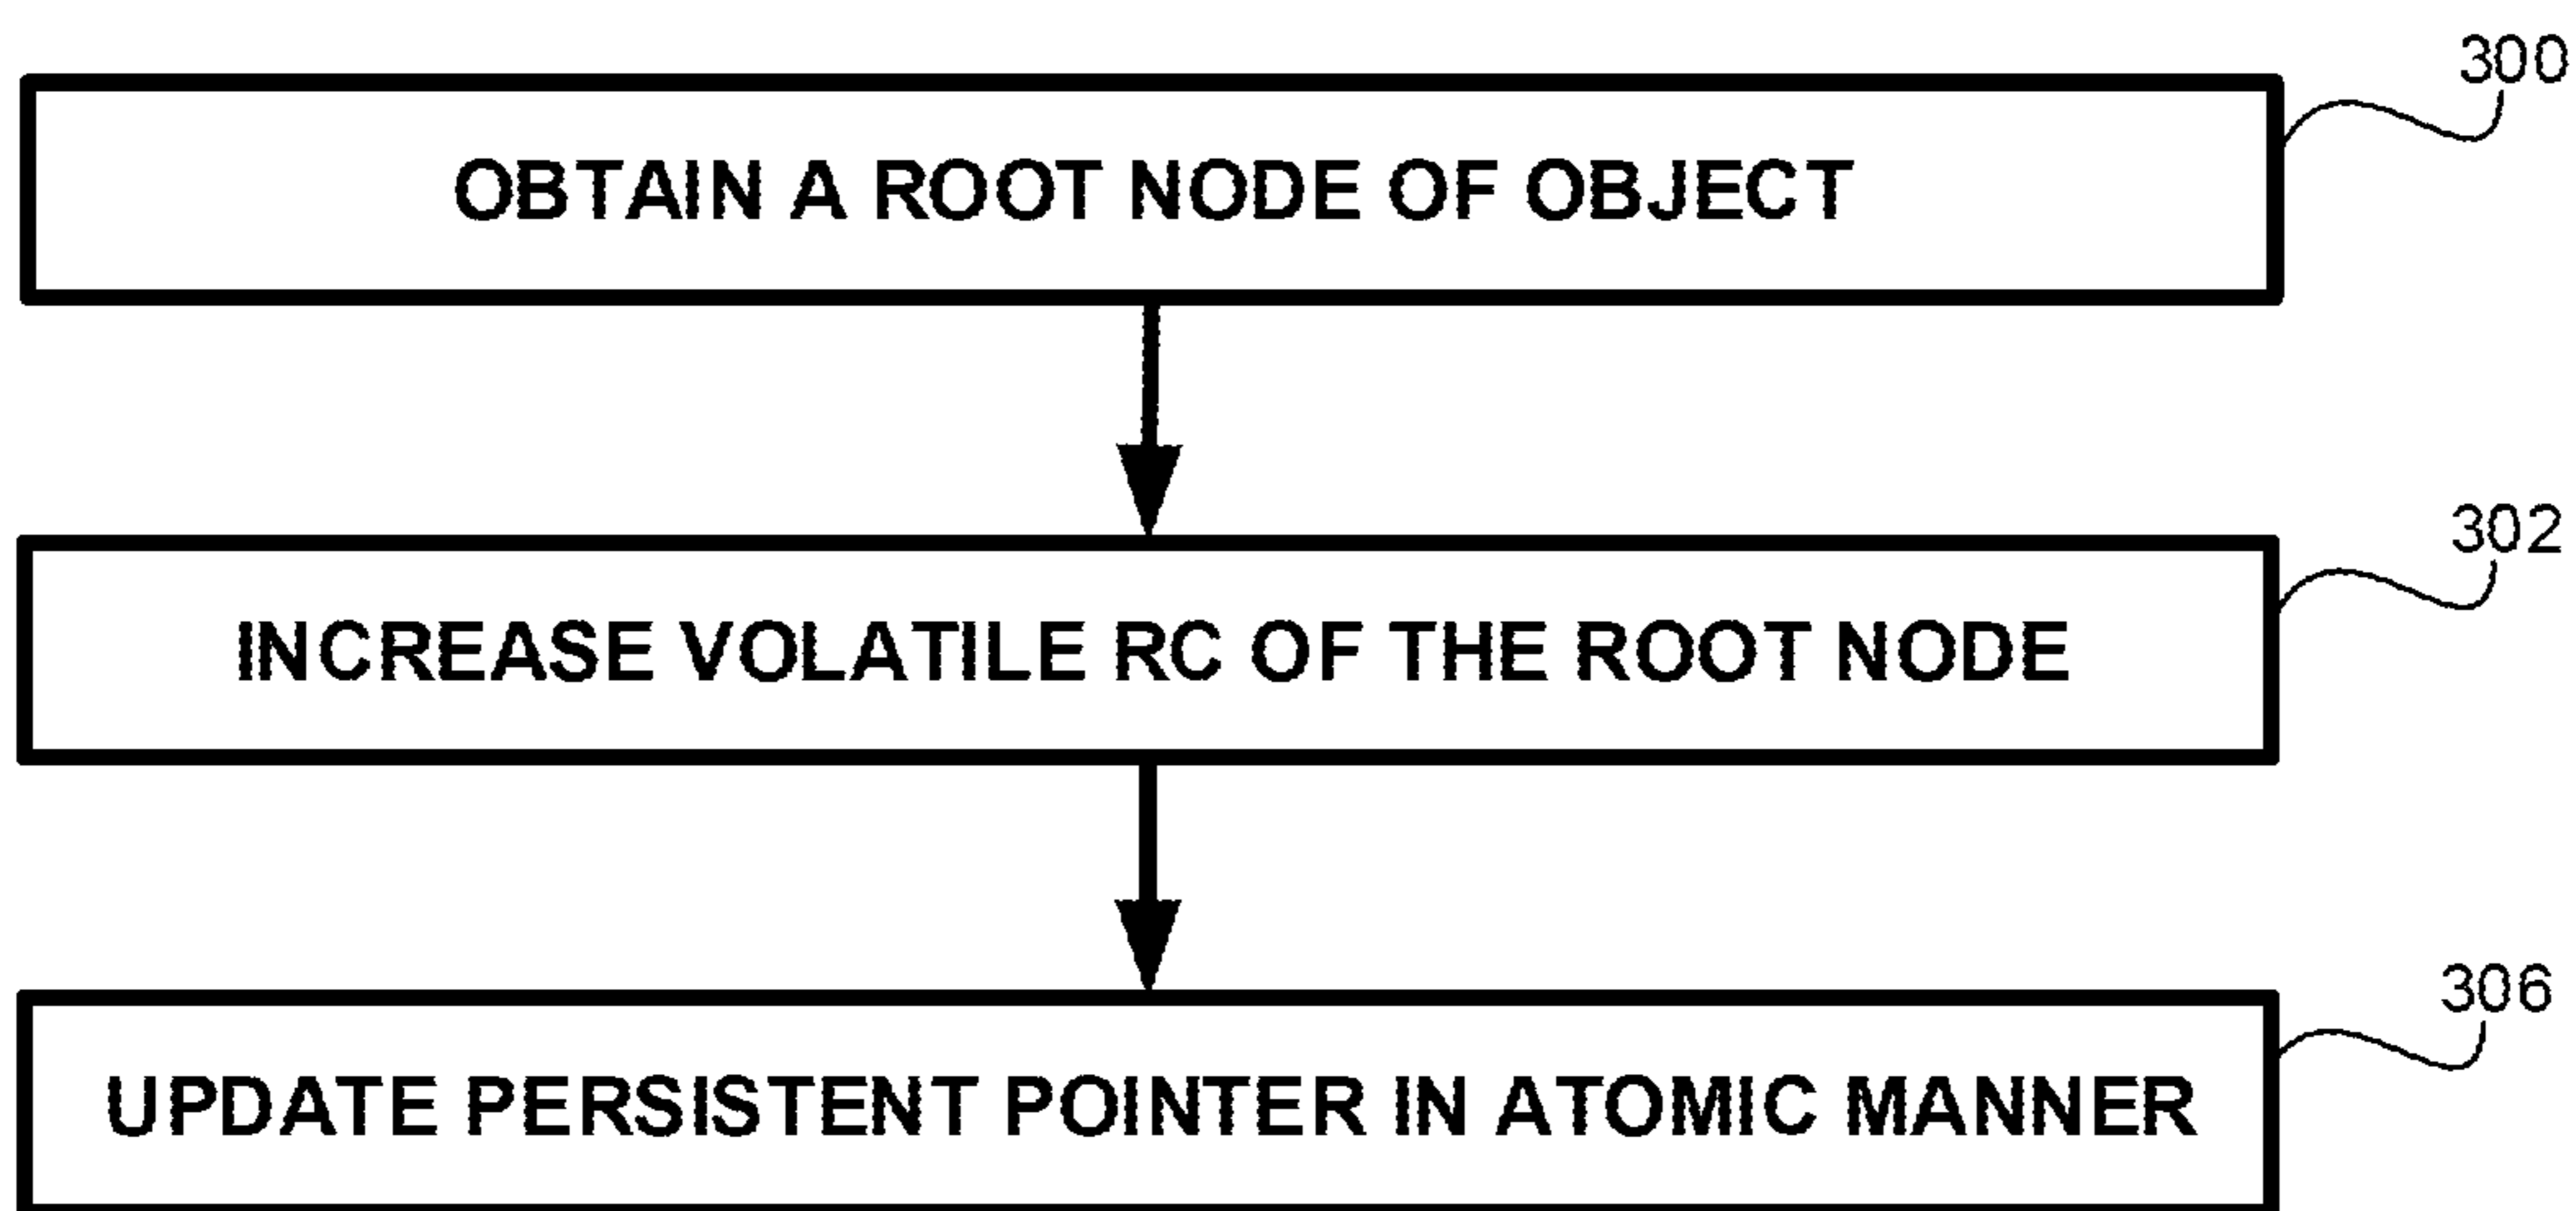 300
OBTAIN A ROOT NODE OF OBJECT
302
INCREASE VOLATILE RC OF THE ROOT NODE
306
UPDATE PERSISTENT POINTER IN ATOMIC MANNER